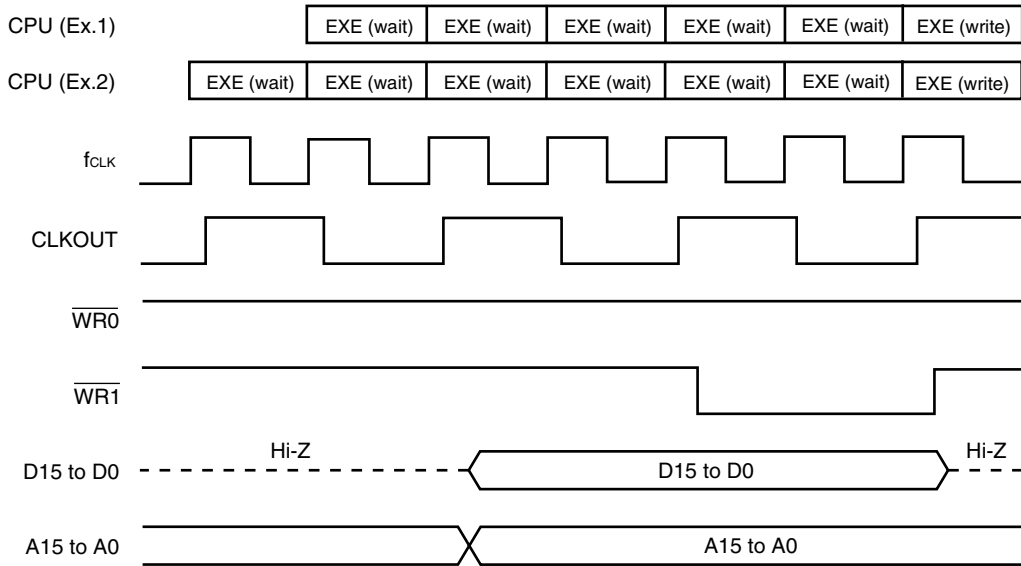 CPU (Ex.1) EXE (wait) EXE (wait) EXE (wait) EXE (wait) EXE (wait) EXE (write)
CPU (Ex.2) EXE (wait) EXE (wait) EXE (wait) EXE (wait) EXE (wait) EXE (wait) EXE (write)
fCLK
CLKOUT
WR0
WR1
Hi-Z Hi-Z
D15 to D0 D15 to D0
A15 to A0 A15 to A0